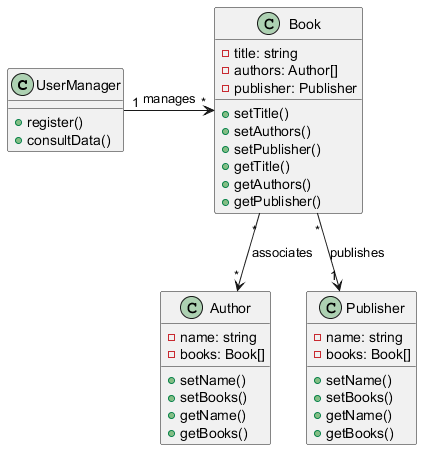 C Book
title: string
authors: Author[]
publisher: Publisher
setTitle()
setAuthors()
setPublisher()
getTitle()
getAuthors()
getPublisher()
C UserManager
register()
consultData()
1 manages *
* *
associates publishes
* 1
C Author
name: string
books: Book[]
setName()
setBooks()
getName()
getBooks()
C Publisher
name: string
books: Book[]
setName()
setBooks()
getName()
getBooks()